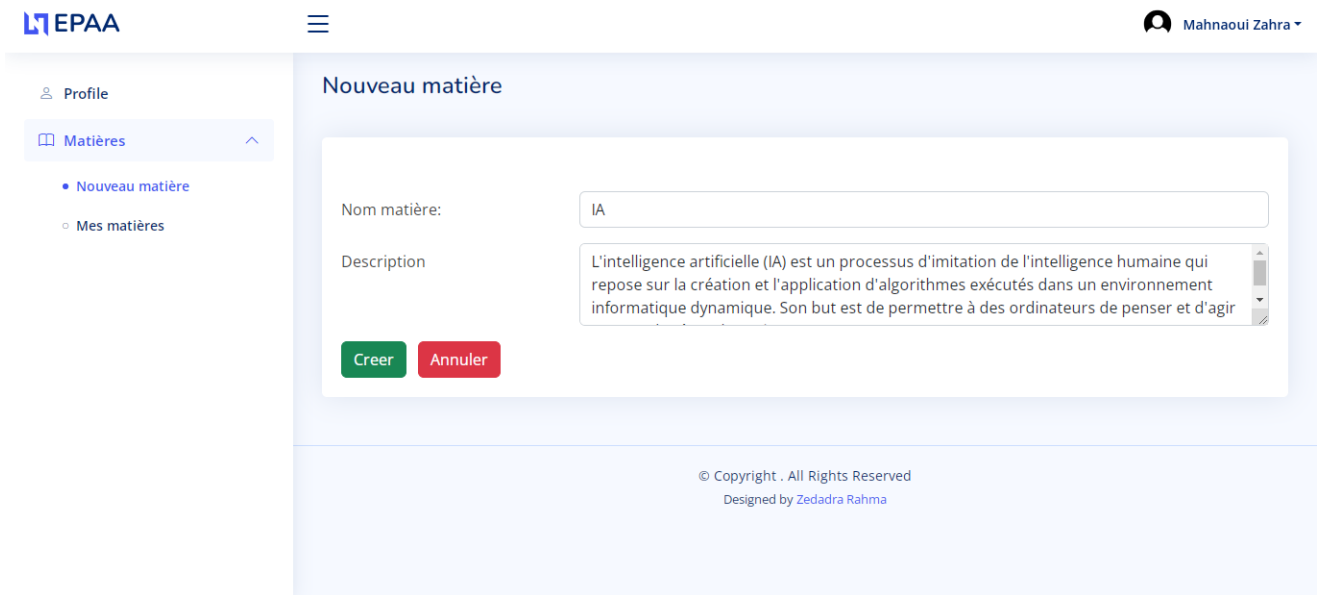 EPAA
Mahnaoui Zahra
Profile
Matières
Nouveau matière
Mes matières
Nouveau matière
Nom matière:
IA
Description
L'intelligence artificielle (IA) est un processus d'imitation de l'intelligence humaine qui
repose sur la création et l'application d'algorithmes exécutés dans un environnement
informatique dynamique. Son but est de permettre à des ordinateurs de penser et d'agir
Creer
Annuler
© Copyright . All Rights Reserved
Designed by Zedadra Rahma